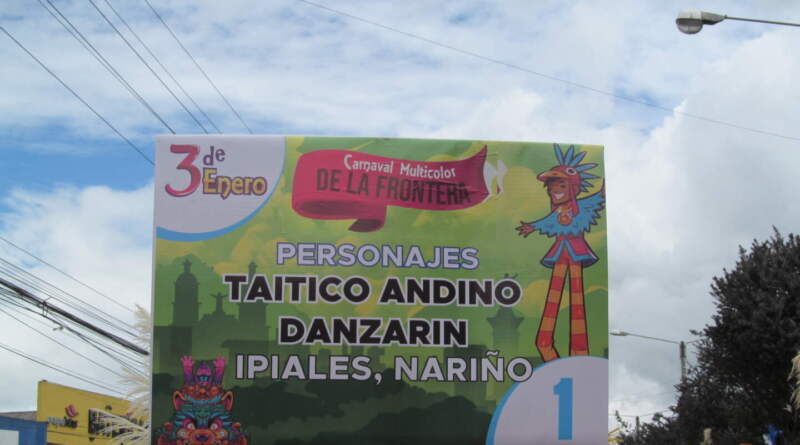 3 de
Enero
Carnaval Multicolor
DE LA FRONTERA
PERSONAJES
TAITICO ANDINO
DANZARIN
IPIALES, NARIÑO
1